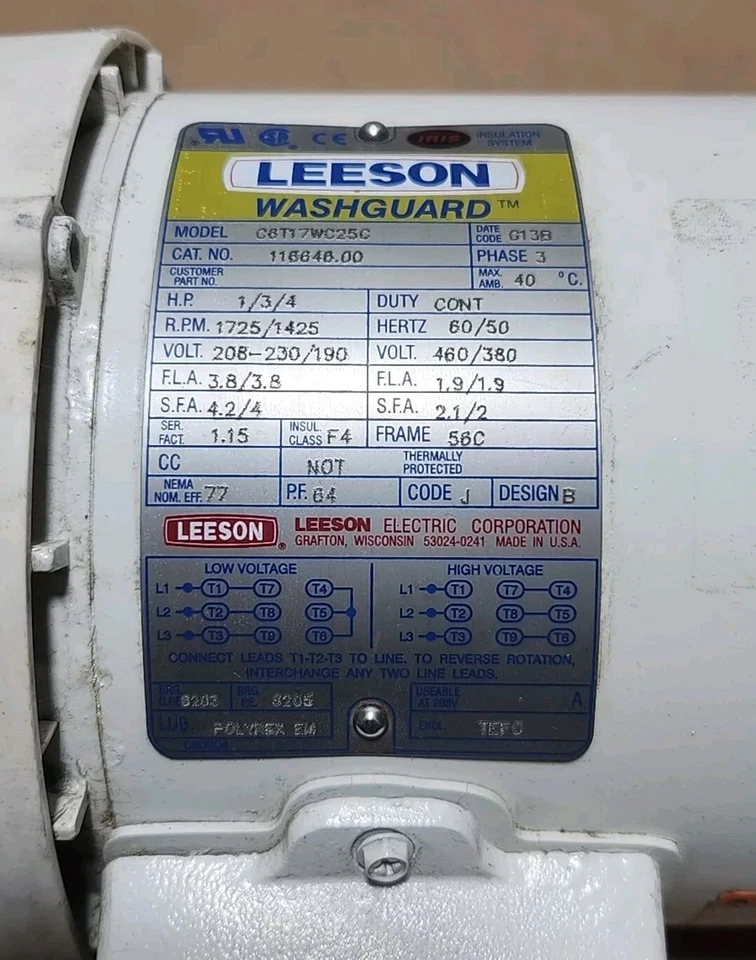 RU SA CE IRIS INSULATION SYSTEM
LEESON
WASHGUARD™
MODEL C6T17WC25C DATE CODE G13B
CAT. NO. 116646.00 PHASE 3
CUSTOMER PART NO. MAX. AMB. 40 °C.
H.P. 1/3/4 DUTY CONT
R.P.M. 1725/1425 HERTZ 60/50
VOLT. 208-230/190 VOLT. 460/380
F.L.A. 3.8/3.8 F.L.A. 1.9/1.9
S.F.A. 4.2/4 S.F.A. 2.1/2
SER. FACT. 1.15 INSUL. CLASS F4 FRAME 56C
CC NOT THERMALLY PROTECTED
NEMA NOM. EFF. 77 P.F. 64 CODE J DESIGN B
LEESON® LEESON ELECTRIC CORPORATION
GRAFTON, WISCONSIN 53024-0241 MADE IN U.S.A.
LOW VOLTAGE HIGH VOLTAGE
L1 T1 T7 T4 L1 T1 T7 T4
L2 T2 T8 T5 L2 T2 T8 T5
L3 T3 T9 T6 L3 T3 T9 T6
CONNECT LEADS T1-T2-T3 TO LINE. TO REVERSE ROTATION,
INTERCHANGE ANY TWO LINE LEADS.
BRG. O.P.E. 6203 BRG. P.E. 6205 USEABLE AT 208V A
LUB. POLYREX EM ENCL. TEFC